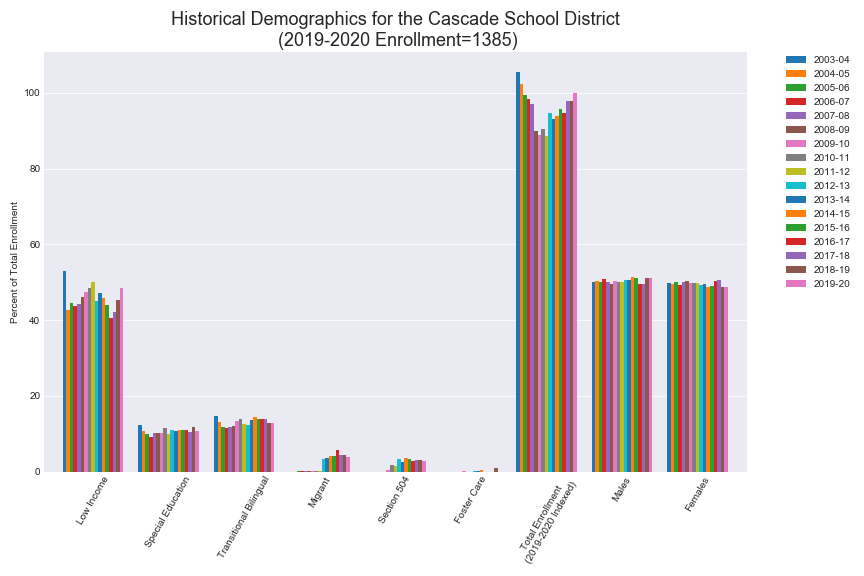 Historical Demographics for the Cascade School District
(2019-2020 Enrollment=1385)
Percent of Total Enrollment
100
80
60
40
20
0
Low Income
Special Education
Transitional Bilingual
Migrant
Section 504
Foster Care
Total Enrollment
(2019-2020 Indexed)
Males
Females
2003-04
2004-05
2005-06
2006-07
2007-08
2008-09
2009-10
2010-11
2011-12
2012-13
2013-14
2014-15
2015-16
2016-17
2017-18
2018-19
2019-20